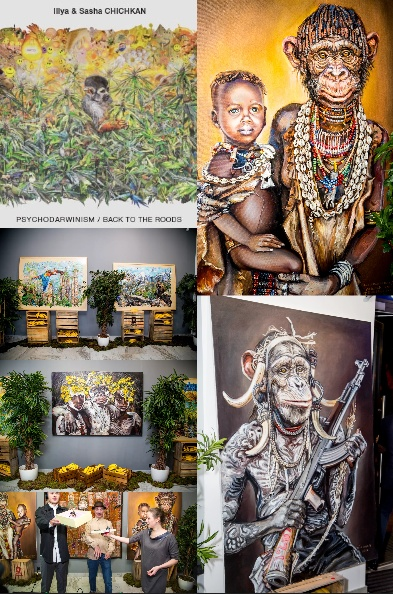 Illya & Sasha CHICHKAN
PSYCHODARWINISM / BACK TO THE ROODS